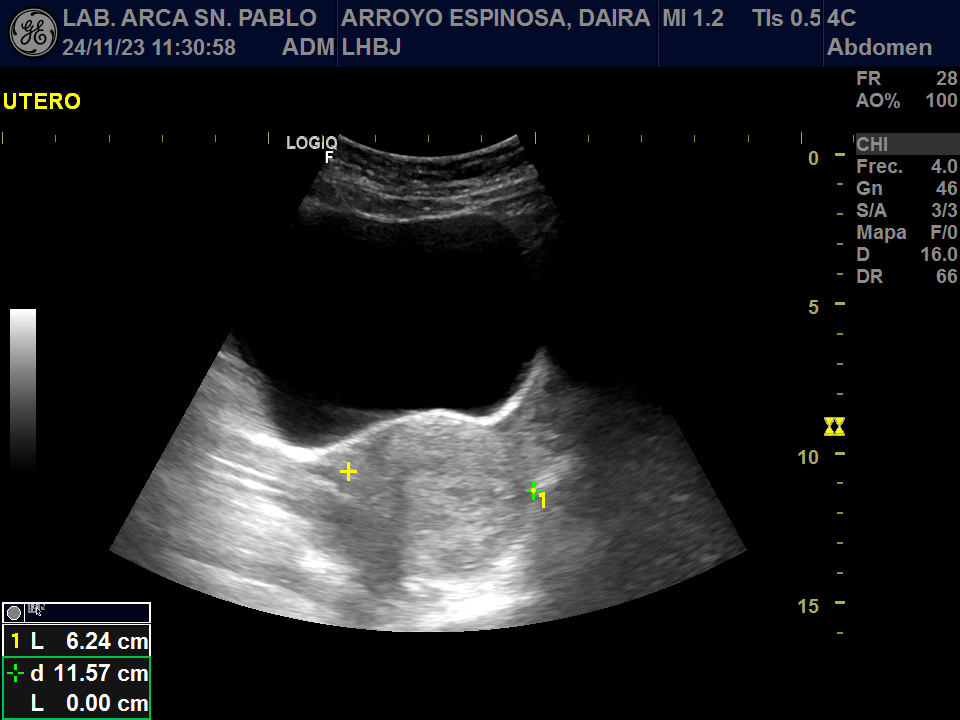 LAB. ARCA SN. PABLO
ARROYO ESPINOSA, DAIRA
MI 1.2 TIs 0.5
4C
24/11/23 11:30:58 ADM
LHBJ
Abdomen
UTERO
FR 28
AO% 100
LOGIQ
F
CHI
Frec. 4.0
Gn 46
S/A 3/3
Mapa F/0
D 16.0
DR 66
0
5
10
15
1
1 L 6.24 cm
d 11.57 cm
L 0.00 cm